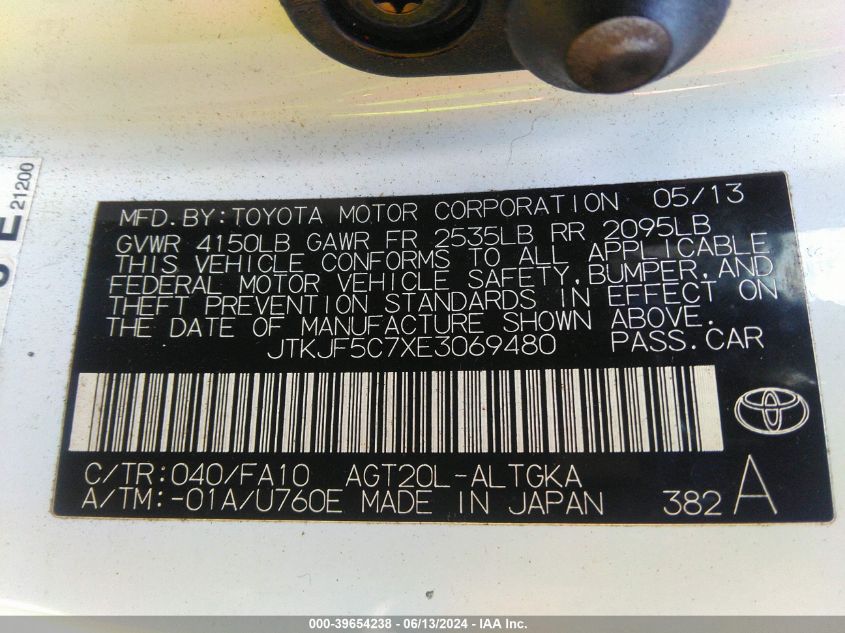 21200
MFD. BY: TOYOTA MOTOR CORPORATION 05/13
GVWR 4150LB GAWR FR 2535LB RR 2095LB
THIS VEHICLE CONFORMS TO ALL APPLICABLE
FEDERAL MOTOR VEHICLE SAFETY, BUMPER, AND
THEFT PREVENTION STANDARDS IN EFFECT ON
THE DATE OF MANUFACTURE SHOWN ABOVE.
JTKJF5C7XE3069480 PASS. CAR
C/TR: 040/FA10 AGT20L-ALTGKA
A/TM: -01A/U760E MADE IN JAPAN 382 A
000-39654238 - 06/13/2024 - IAA Inc.